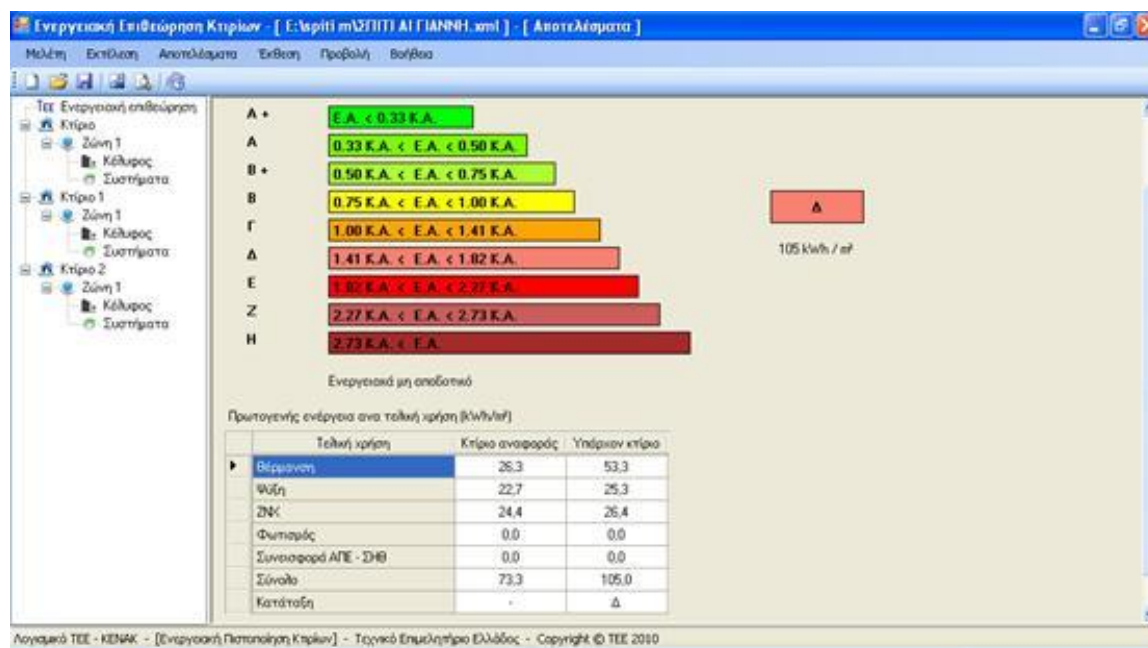 Ενεργειακή Επιθεώρηση Κτιρίων - [ E:\spiti m\ΣΠΙΤΙ ΑΙ ΓΙΑΝΝΗ.xml ] - [ Αποτελέσματα ]
Μελέτη Εκτέλεση Αποτελέσματα Έκθεση Προβολή Βοήθεια
ΤΕΕ Ενεργειακή επιθεώρηση
Κτίριο
Ζώνη 1
Κέλυφος
Συστήματα
Κτίριο 1
Ζώνη 1
Κέλυφος
Συστήματα
Κτίριο 2
Ζώνη 1
Κέλυφος
Συστήματα
Α + Ε.Α. < 0.33 Κ.Α.
Α 0.33 Κ.Α. < Ε.Α. < 0.50 Κ.Α.
Β + 0.50 Κ.Α. < Ε.Α. < 0.75 Κ.Α.
Β 0.75 Κ.Α. < Ε.Α. < 1.00 Κ.Α.
Γ 1.00 Κ.Α. < Ε.Α. < 1.41 Κ.Α.
Δ 1.41 Κ.Α. < Ε.Α. < 1.82 Κ.Α.
Ε 1.82 Κ.Α. < Ε.Α. < 2.27 Κ.Α.
Ζ 2.27 Κ.Α. < Ε.Α. < 2.73 Κ.Α.
Η 2.73 Κ.Α. < Ε.Α.
Δ
105 kWh / m²
Ενεργειακά μη αποδοτικό
Πρωτογενής ενέργεια ανα τελική χρήση (kWh/m²)
Τελική χρήση Κτίριο αναφοράς Υπάρχον κτίριο
Θέρμανση 26,3 53,3
Ψύξη 22,7 25,3
ΖΝΧ 24,4 26,4
Φωτισμός 0,0 0,0
Συνεισφορά ΑΠΕ - ΣΗΘ 0,0 0,0
Σύνολο 73,3 105,0
Κατάταξη - Δ
Λογισμικό ΤΕΕ - ΚΕΝΑΚ - [Ενεργειακή Πιστοποίηση Κτιρίων] - Τεχνικό Επιμελητήριο Ελλάδος - Copyright © ΤΕΕ 2010